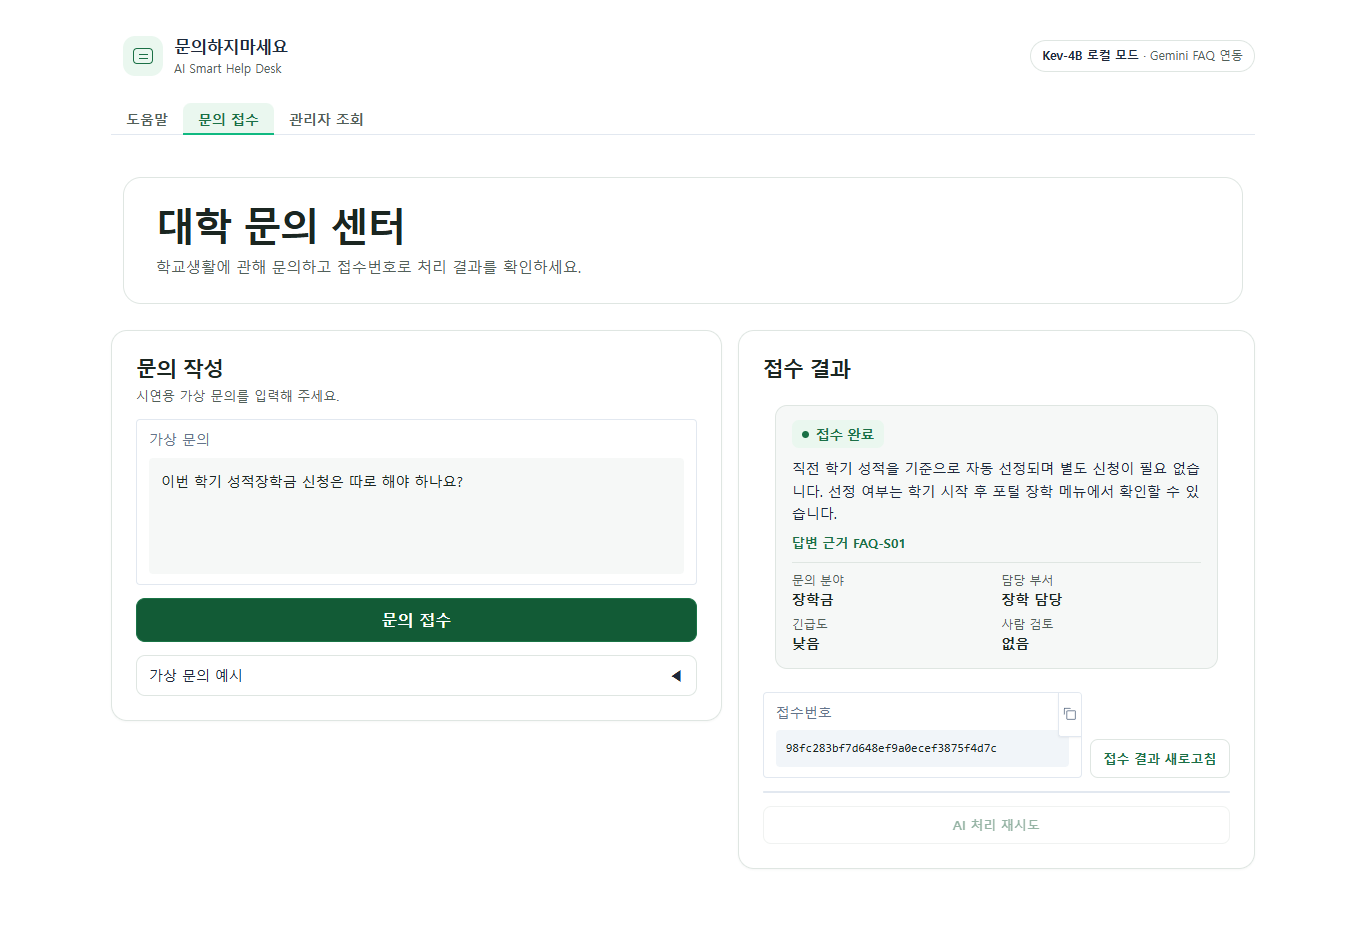 문의하지마세요
AI Smart Help Desk
Kev-4B 로컬 모드 · Gemini FAQ 연동
도움말
문의 접수
관리자 조회
대학 문의 센터
학교생활에 관해 문의하고 접수번호로 처리 결과를 확인하세요.
문의 작성
시연용 가상 문의를 입력해 주세요.
가상 문의
이번 학기 성적장학금 신청은 따로 해야 하나요?
문의 접수
가상 문의 예시
접수 결과
접수 완료
직전 학기 성적을 기준으로 자동 선정되며 별도 신청이 필요 없습
니다. 선정 여부는 학기 시작 후 포털 장학 메뉴에서 확인할 수 있
습니다.
답변 근거 FAQ-S01
문의 분야
장학금
담당 부서
장학 담당
긴급도
낮음
사람 검토
없음
접수번호
98fc283bf7d648ef9a0ecef3875f4d7c
접수 결과 새로고침
AI 처리 재시도